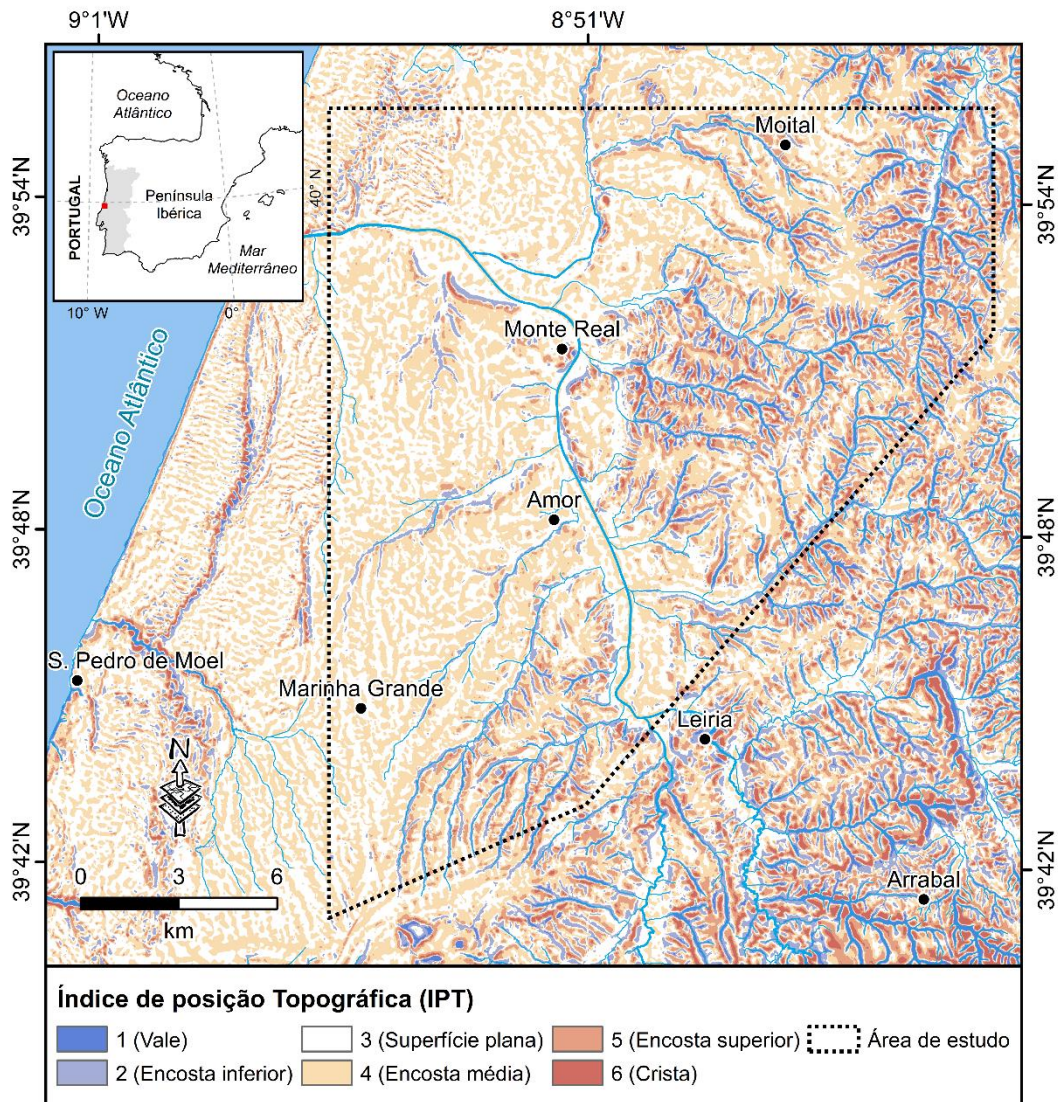 9°1'W
8°51'W
Oceano
Atlântico
PORTUGAL
Península
Ibérica
40° N
Mar
Mediterrâneo
10° W
0°
39°54'N
39°54'N
Moital
Monte Real
Oceano Atlântico
Amor
39°48'N
39°48'N
S. Pedro de Moel
Marinha Grande
Leiria
N
39°42'N
39°42'N
Arrabal
0
3
6
km
Índice de posição Topográfica (IPT)
1 (Vale)
3 (Superfície plana)
5 (Encosta superior)
Área de estudo
2 (Encosta inferior)
4 (Encosta média)
6 (Crista)